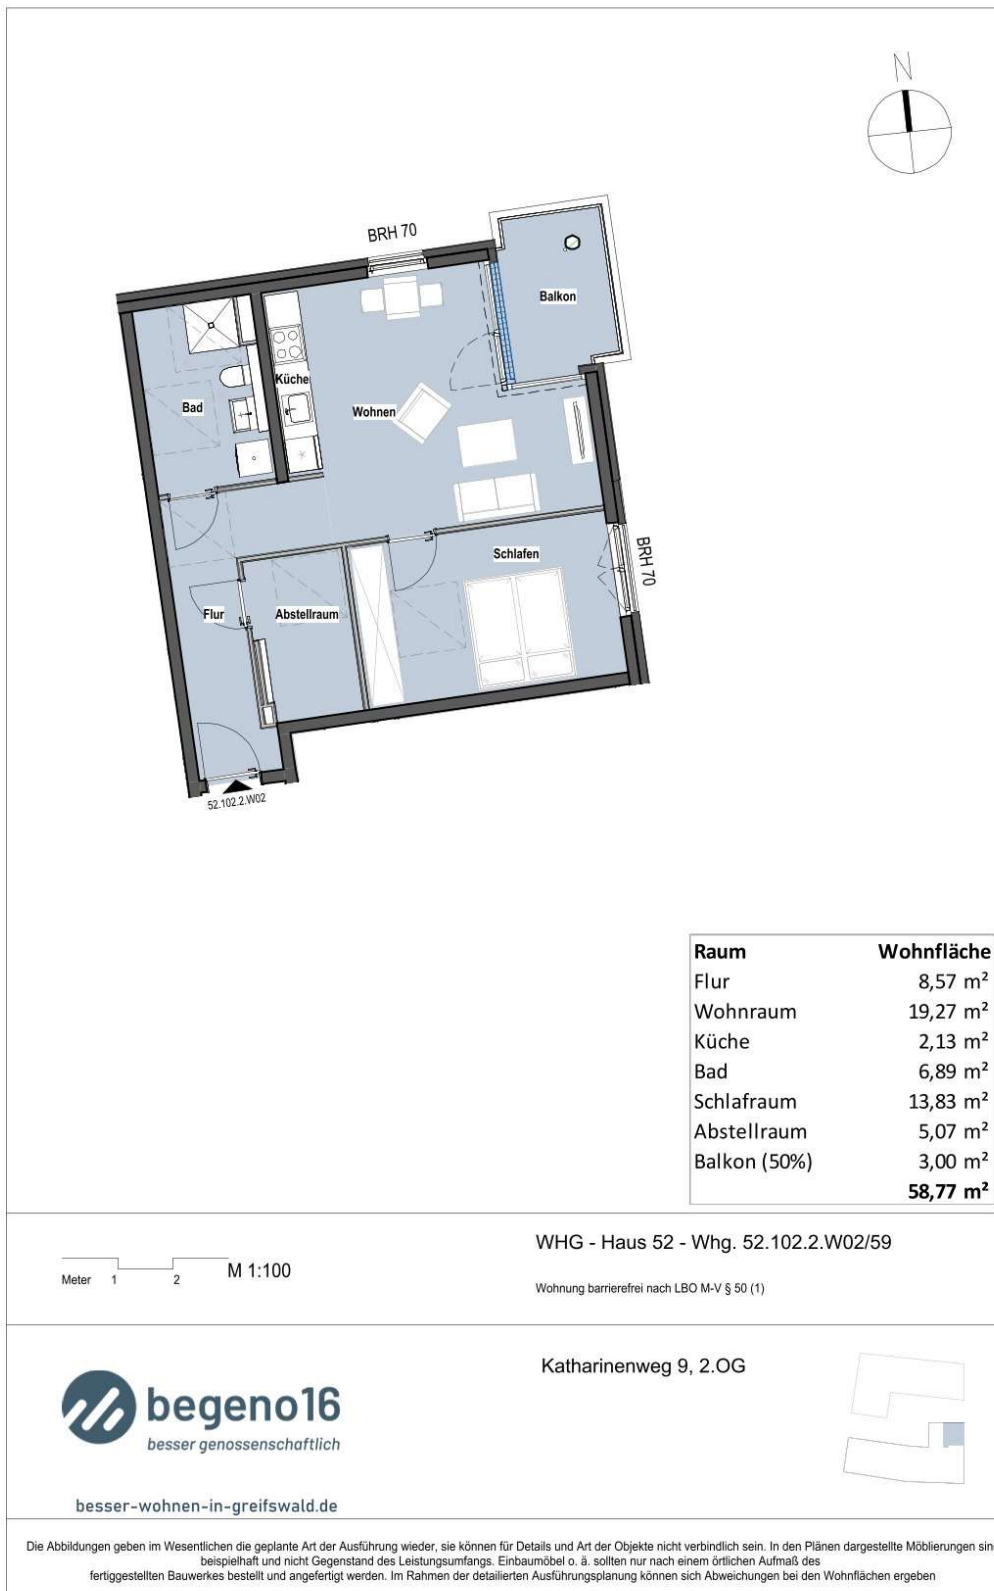 N
BRH 70
Balkon
Küche
Bad
Wohnen
Schlafen
BRH 70
Flur
Abstellraum
52.102.2.W02
Raum Wohnfläche
Flur 8,57 m²
Wohnraum 19,27 m²
Küche 2,13 m²
Bad 6,89 m²
Schlafraum 13,83 m²
Abstellraum 5,07 m²
Balkon (50%) 3,00 m²
58,77 m²
WHG - Haus 52 - Whg. 52.102.2.W02/59
Meter 1 2 M 1:100
Wohnung barrierefrei nach LBO M-V § 50 (1)
Katharinenweg 9, 2.OG
begeno16
besser genossenschaftlich
besser-wohnen-in-greifswald.de
Die Abbildungen geben im Wesentlichen die geplante Art der Ausführung wieder, sie können für Details und Art der Objekte nicht verbindlich sein. In den Plänen dargestellte Möblierungen sin
beispielhaft und nicht Gegenstand des Leistungsumfangs. Einbaumöbel o. ä. sollten nur nach einem örtlichen Aufmaß des
fertiggestellten Bauwerkes bestellt und angefertigt werden. Im Rahmen der detailierten Ausführungsplanung können sich Abweichungen bei den Wohnflächen ergeben